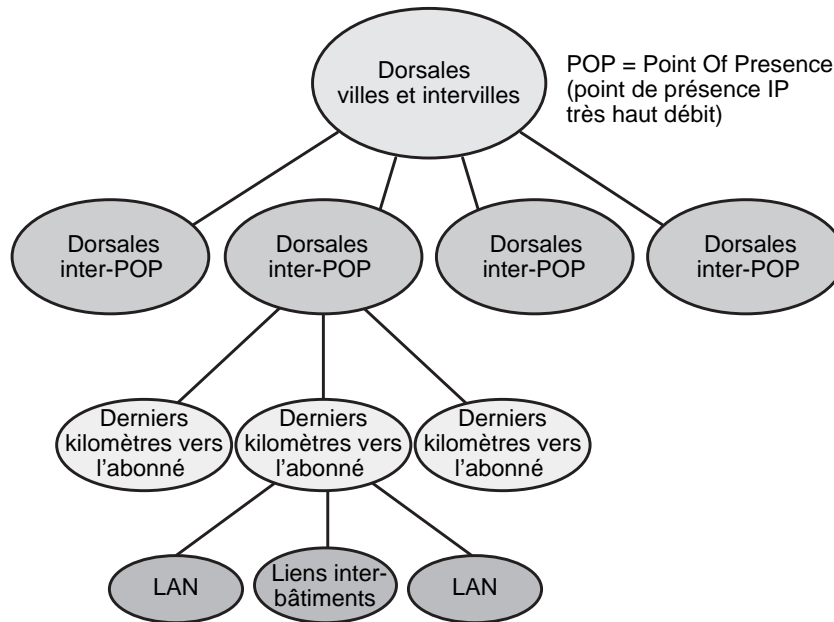 Dorsales
villes et intervilles
POP = Point Of Presence
(point de présence IP
très haut débit)
Dorsales
inter-POP
Dorsales
inter-POP
Dorsales
inter-POP
Dorsales
inter-POP
Derniers
kilomètres vers
l'abonné
Derniers
kilomètres vers
l'abonné
Derniers
kilomètres vers
l'abonné
LAN
Liens inter-
bâtiments
LAN